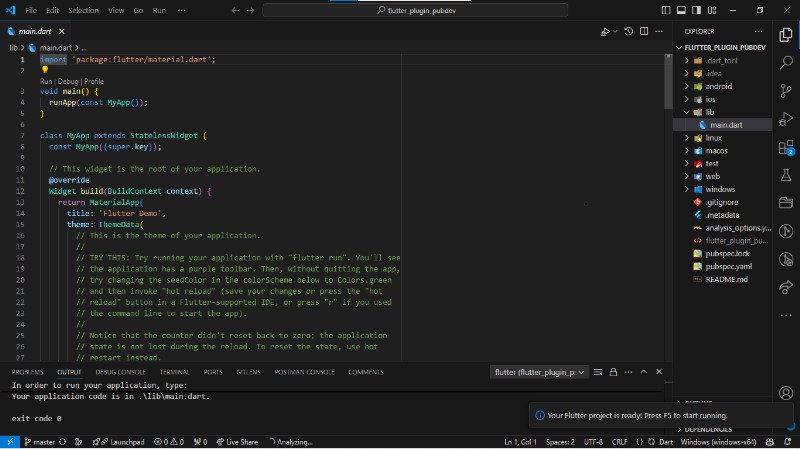 File Edit Selection View Go Run ...
flutter_plugin_pubdev
main.dart
lib > main.dart > ...
1 import 'package:flutter/material.dart';
2
Run | Debug | Profile
3 void main() {
4 runApp(const MyApp());
5 }
6
7 class MyApp extends StatelessWidget {
8 const MyApp({super.key});
9
10 // This widget is the root of your application.
11 @override
12 Widget build(BuildContext context) {
13 return MaterialApp(
14 title: 'Flutter Demo',
15 theme: ThemeData(
16 // This is the theme of your application.
17 //
18 // TRY THIS: Try running your application with "flutter run". You'll see
19 // the application has a purple toolbar. Then, without quitting the app,
20 // try changing the seedColor in the colorScheme below to Colors.green
21 // and then invoke "hot reload" (save your changes or press the "hot
22 // reload" button in a Flutter-supported IDE, or press "r" if you used
23 // the command line to start the app).
24 //
25 // Notice that the counter didn't reset back to zero; the application
26 // state is not lost during the reload. To reset the state, use hot
27 // restart instead.
EXPLORER ...
FLUTTER_PLUGIN_PUBDEV
.dart_tool
.idea
android
ios
lib
main.dart
linux
macos
test
web
windows
.gitignore
.metadata
analysis_options.y...
flutter_plugin_pu...
pubspec.lock
pubspec.yaml
README.md
2
PROBLEMS OUTPUT DEBUG CONSOLE TERMINAL PORTS GITLENS POSTMAN CONSOLE COMMENTS
flutter (flutter_plugin_p
In order to run your application, type:
Your application code is in .\lib\main.dart.
exit code 0
Your Flutter project is ready! Press F5 to start running.
DEPENDENCIES
master Launchpad 0 0 0 Live Share Analyzing... Ln 1, Col 1 Spaces: 2 UTF-8 CRLF {} Dart Windows (windows-x64)